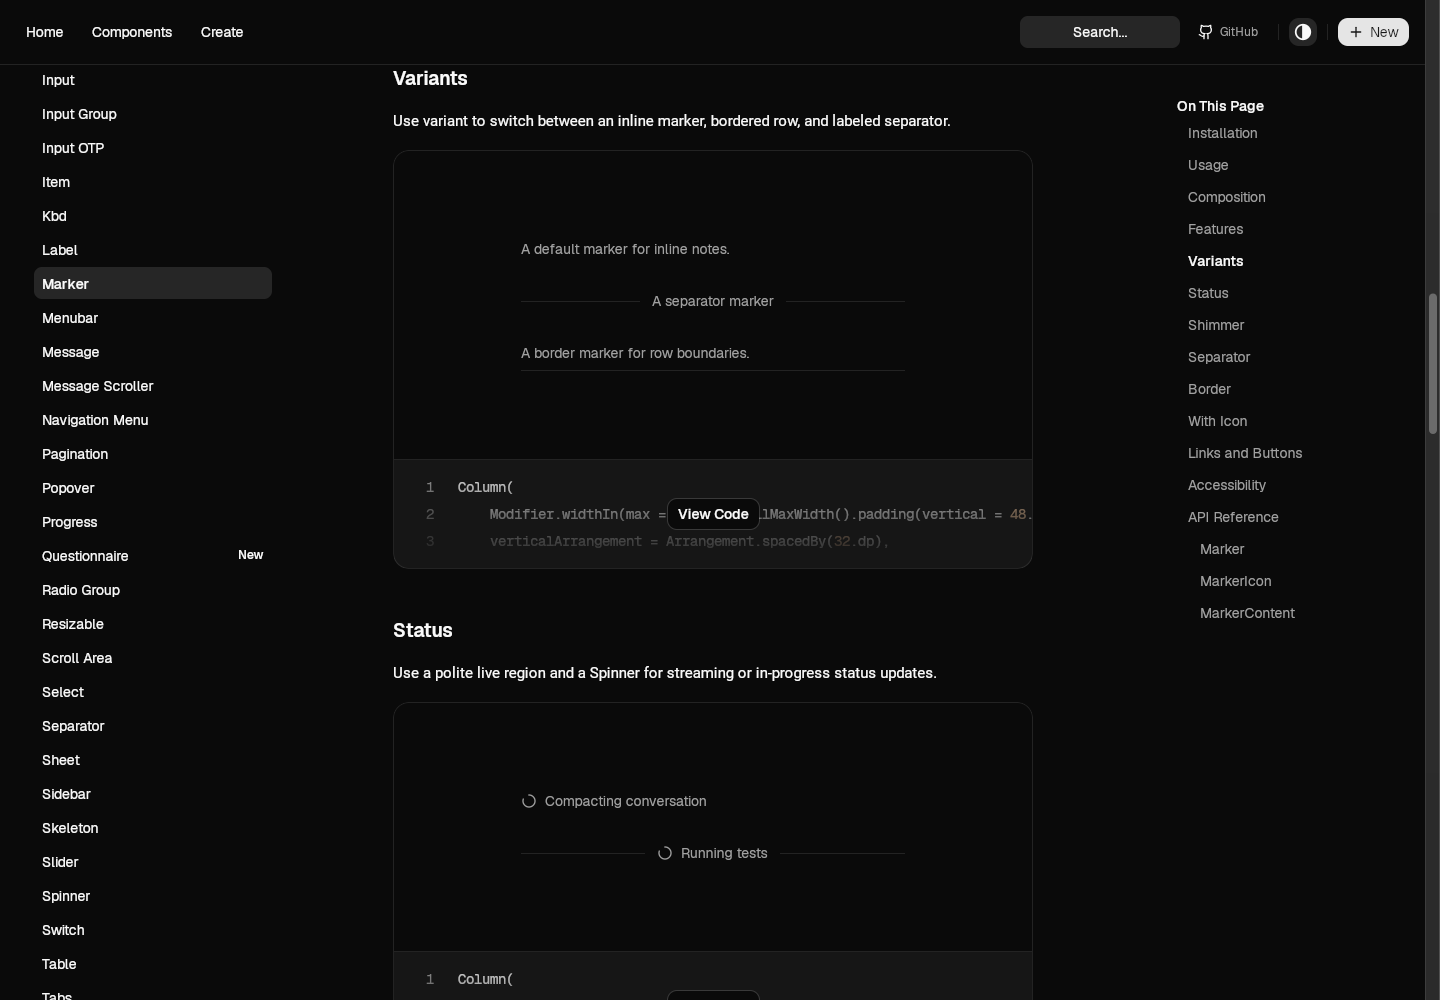 Home
Components
Create
Search...
GitHub
New
Input
Input Group
Input OTP
Item
Kbd
Label
Marker
Menubar
Message
Message Scroller
Navigation Menu
Pagination
Popover
Progress
Questionnaire New
Radio Group
Resizable
Scroll Area
Select
Separator
Sheet
Sidebar
Skeleton
Slider
Spinner
Switch
Table
Tabs
Variants
Use variant to switch between an inline marker, bordered row, and labeled separator.
A default marker for inline notes.
A separator marker
A border marker for row boundaries.
1 Column(
2 Modifier.widthIn(max = View Code lMaxWidth().padding(vertical = 48.
3 verticalArrangement = Arrangement.spacedBy(32.dp),
Status
Use a polite live region and a Spinner for streaming or in-progress status updates.
Compacting conversation
Running tests
1 Column(
On This Page
Installation
Usage
Composition
Features
Variants
Status
Shimmer
Separator
Border
With Icon
Links and Buttons
Accessibility
API Reference
Marker
MarkerIcon
MarkerContent